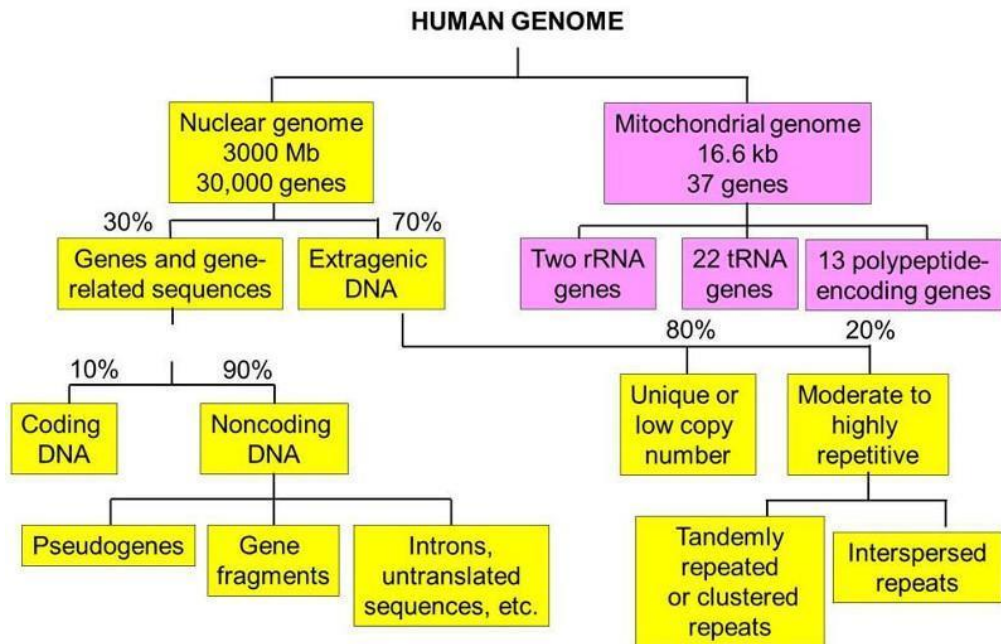 HUMAN GENOME
Nuclear genome
3000 Mb
30,000 genes
Mitochondrial genome
16.6 kb
37 genes
30%
70%
Genes and gene-
related sequences
Extragenic
DNA
Two rRNA
genes
22 tRNA
genes
13 polypeptide-
encoding genes
80%
20%
10%
90%
Coding
DNA
Noncoding
DNA
Unique or
low copy
number
Moderate to
highly
repetitive
Pseudogenes
Gene
fragments
Introns,
untranslated
sequences, etc.
Tandemly
repeated
or clustered
repeats
Interspersed
repeats